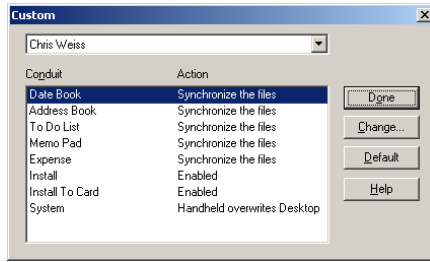 Custom
Chris Weiss
Conduit Action
Date Book Synchronize the files
Address Book Synchronize the files
To Do List Synchronize the files
Memo Pad Synchronize the files
Expense Synchronize the files
Install Enabled
Install To Card Enabled
System Handheld overwrites Desktop
Done
Change...
Default
Help